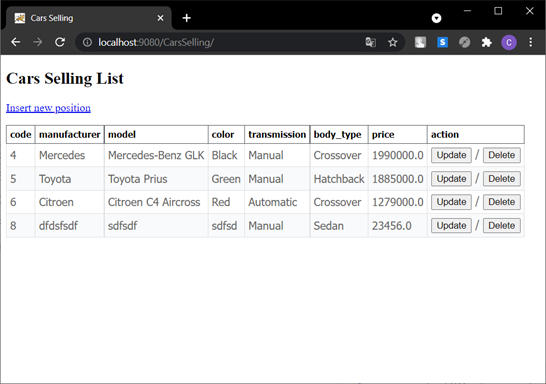 Cars Selling
localhost:9080/CarsSelling/
Cars Selling List
Insert new position
code manufacturer model color transmission body_type price action
4 Mercedes Mercedes-Benz GLK Black Manual Crossover 1990000.0 Update / Delete
5 Toyota Toyota Prius Green Manual Hatchback 1885000.0 Update / Delete
6 Citroen Citroen C4 Aircross Red Automatic Crossover 1279000.0 Update / Delete
8 dfdsfsdf sdfsdf sdfsd Manual Sedan 23456.0 Update / Delete